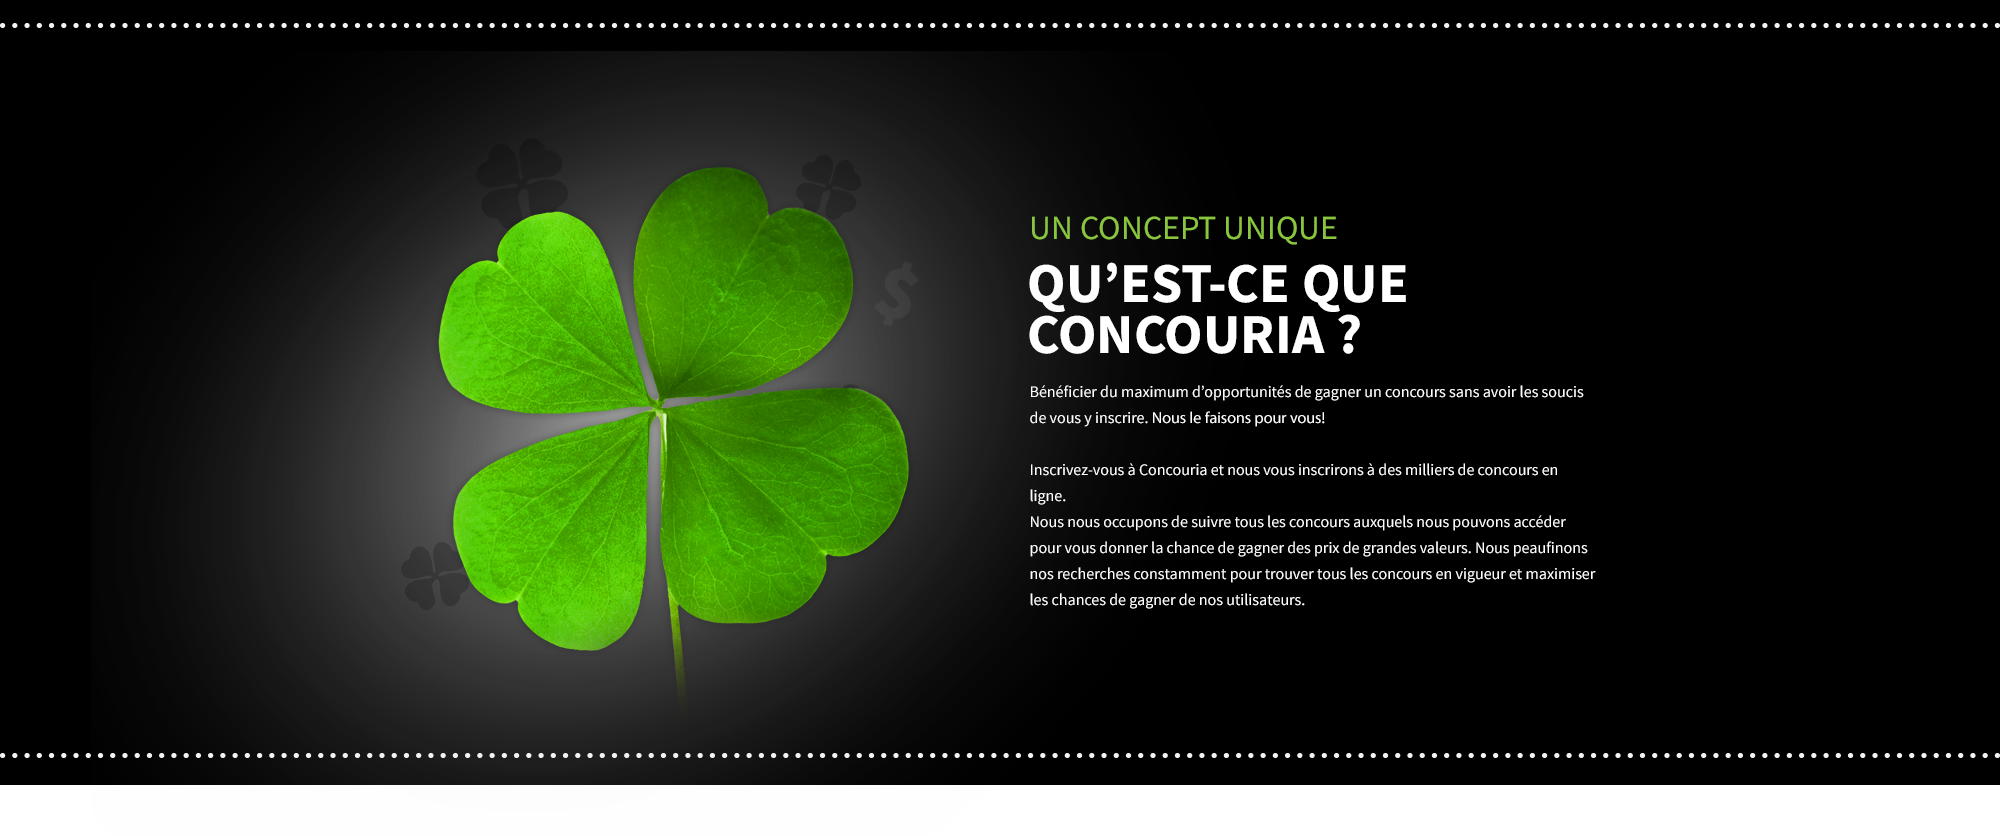 UN CONCEPT UNIQUE
QU’EST-CE QUE
CONCOURIA ?
Bénéficier du maximum d’opportunités de gagner un concours sans avoir les soucis
de vous y inscrire. Nous le faisons pour vous!
Inscrivez-vous à Concouria et nous vous inscrirons à des milliers de concours en
ligne.
Nous nous occupons de suivre tous les concours auxquels nous pouvons accéder
pour vous donner la chance de gagner des prix de grandes valeurs. Nous peaufinons
nos recherches constamment pour trouver tous les concours en vigueur et maximiser
les chances de gagner de nos utilisateurs.